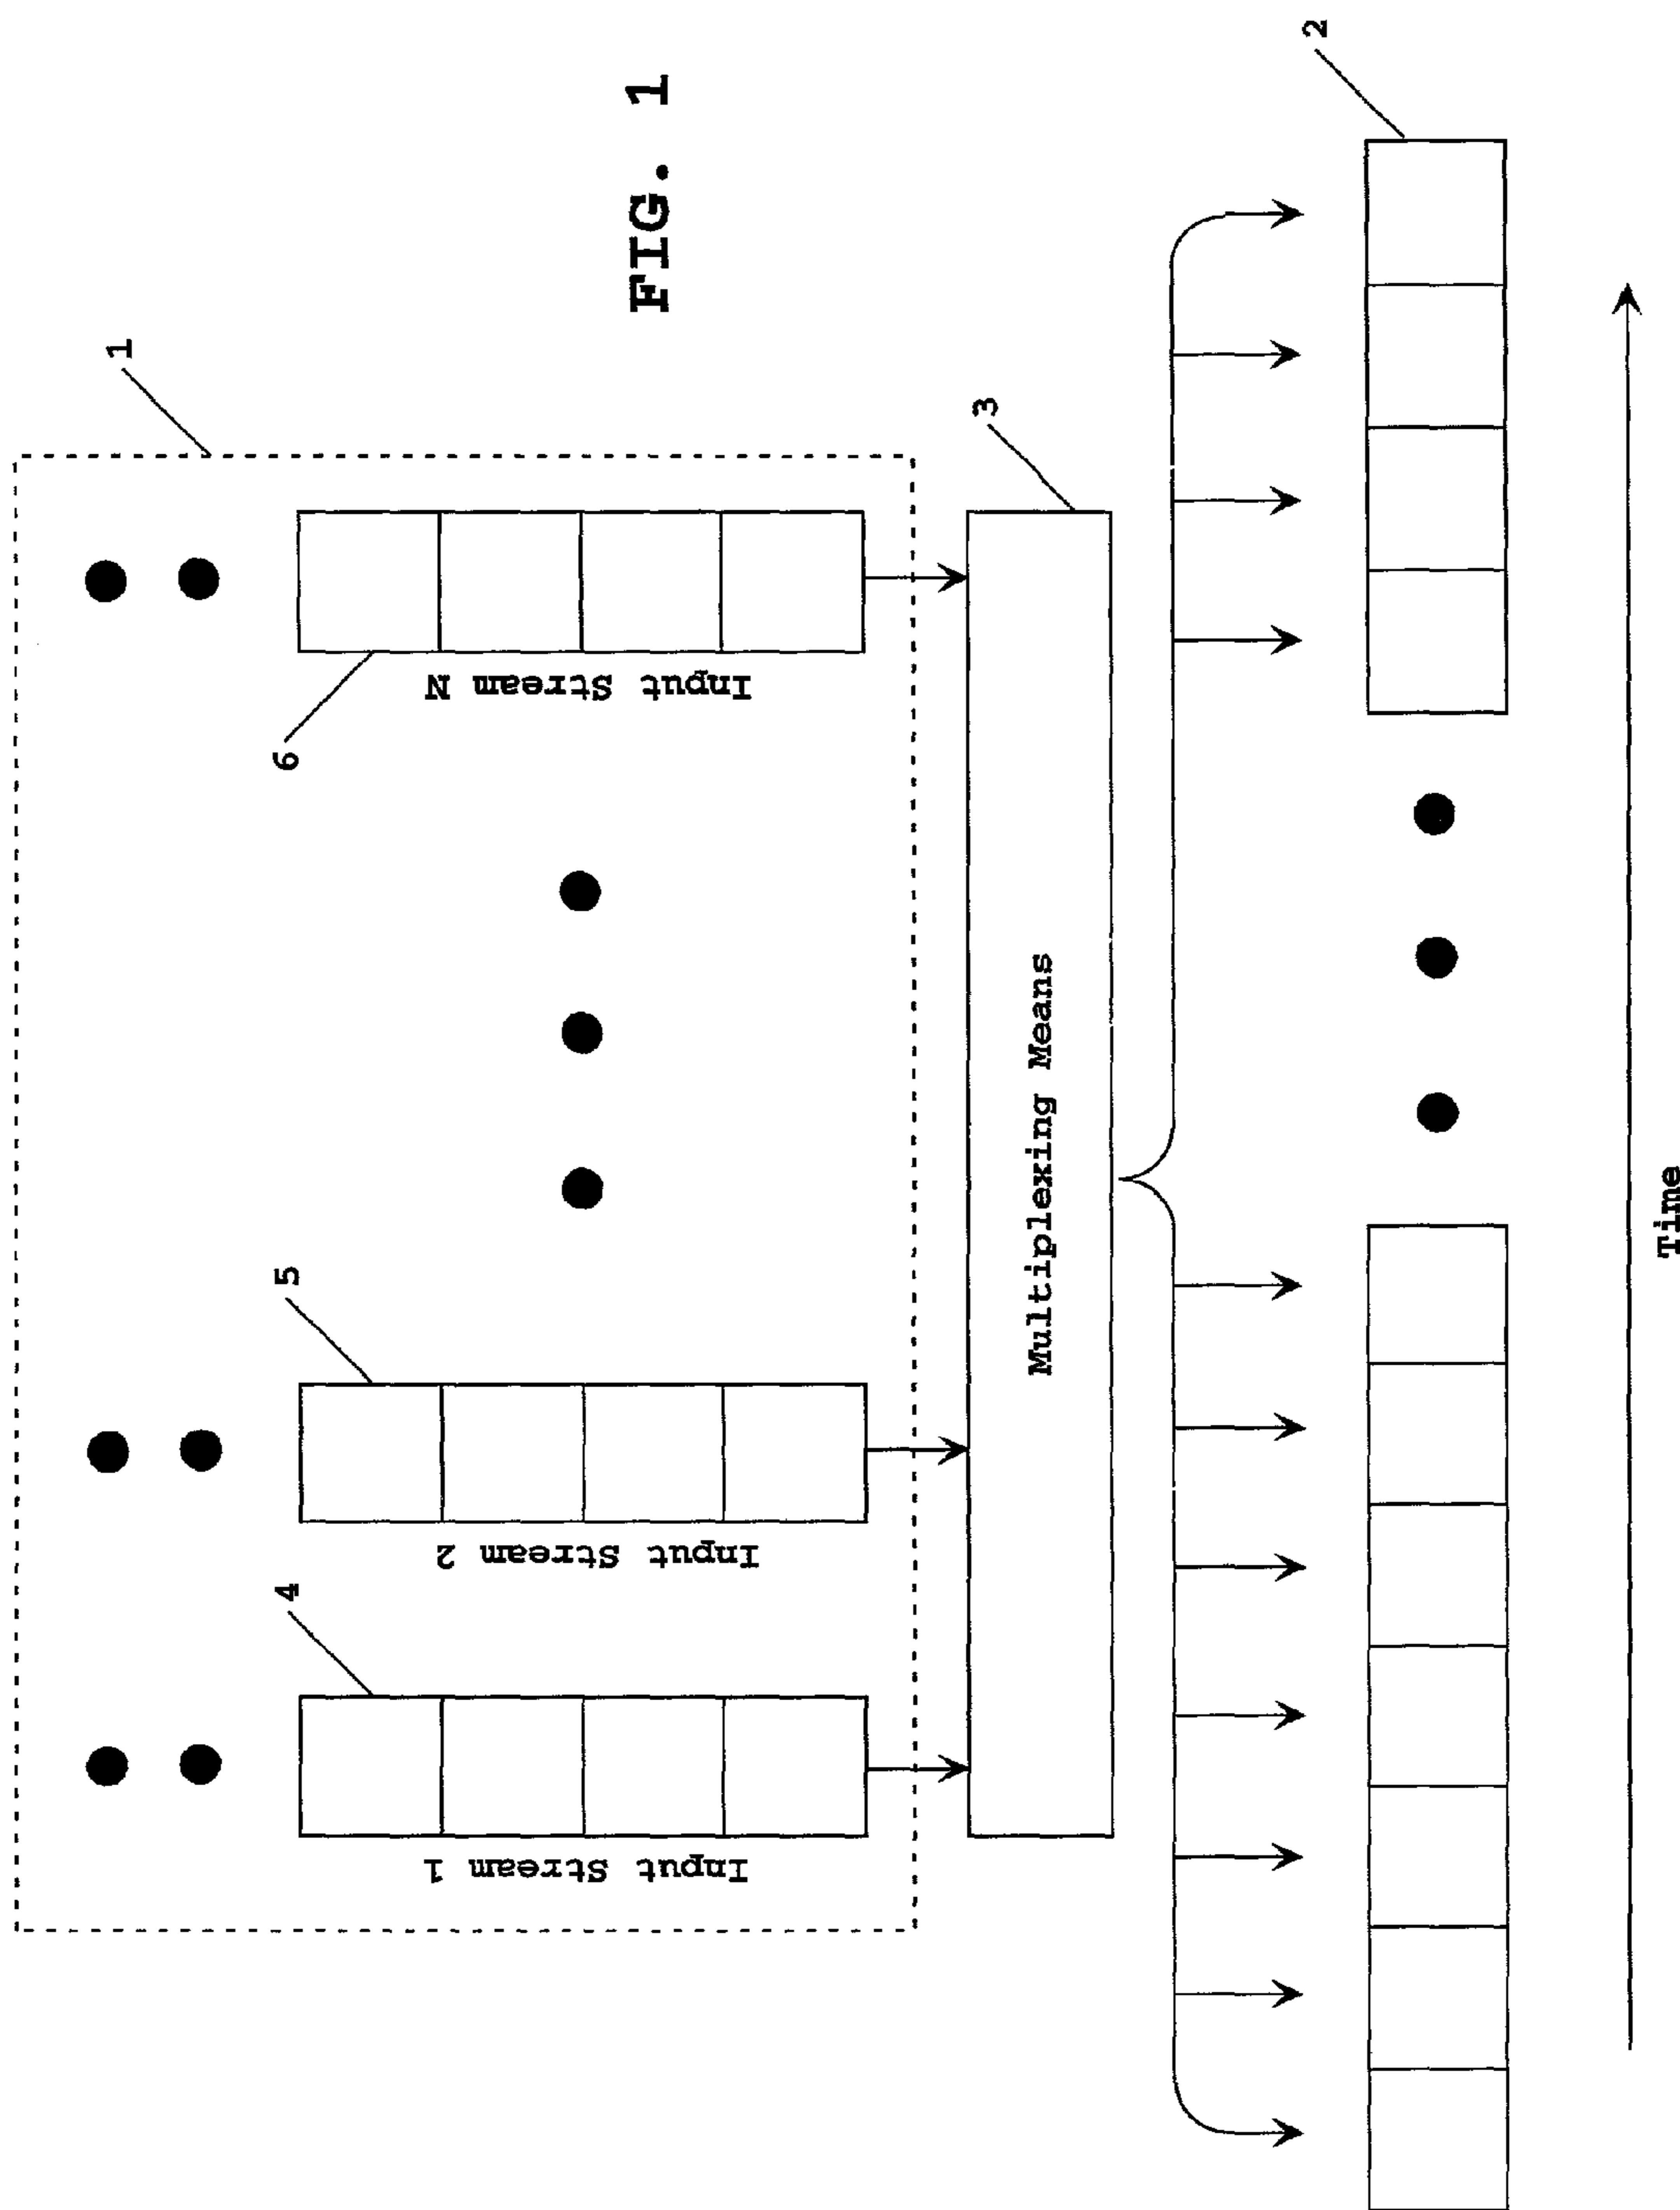 1
6
Input Stream N
5
Input Stream 2
4
Input Stream 1
3
Multiplexing Means
2
Time
FIG. 1